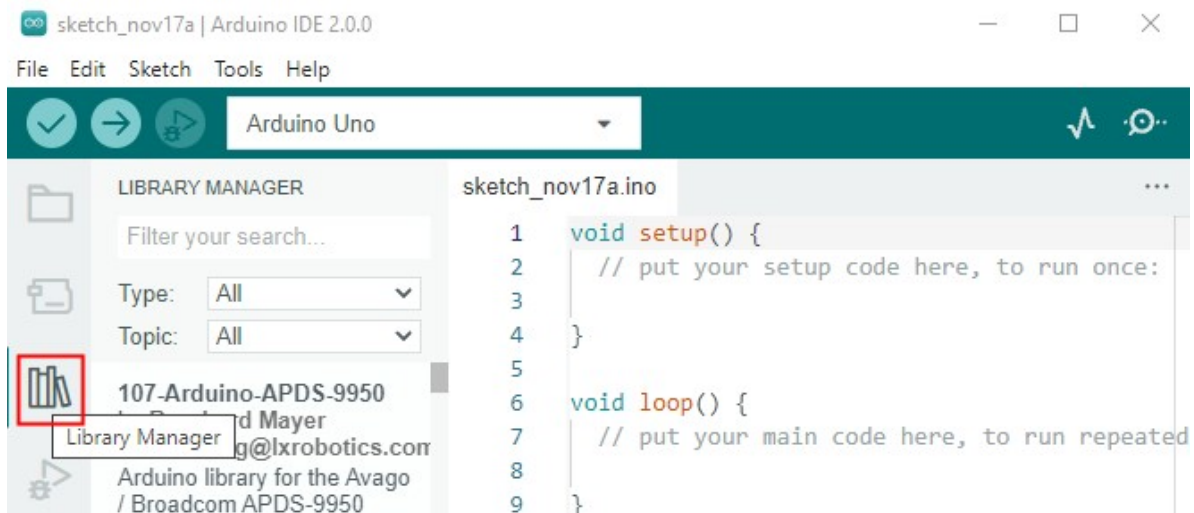 sketch_nov17a | Arduino IDE 2.0.0
File Edit Sketch Tools Help
Arduino Uno
LIBRARY MANAGER
Filter your search...
Type: All
Topic: All
107-Arduino-APDS-9950
Mayer
Library Manager
g@lxrobotics.com
Arduino library for the Avago
/ Broadcom APDS-9950
sketch_nov17a.ino
1 void setup() {
2 // put your setup code here, to run once:
3
4 }
5
6 void loop() {
7 // put your main code here, to run repeated
8
9 }